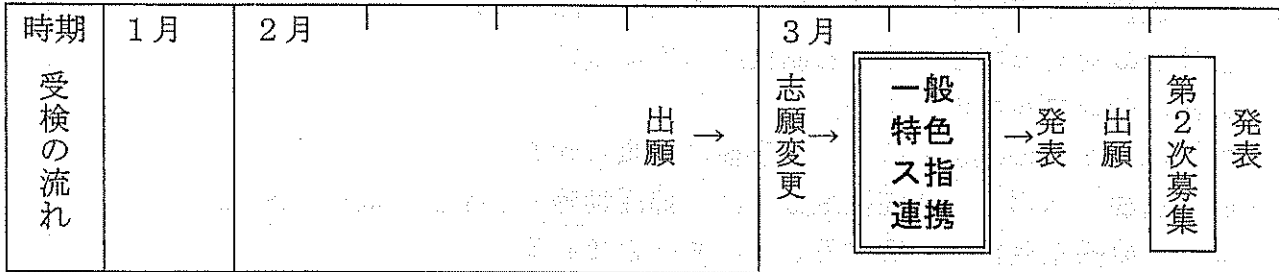 時期 1月 2月 3月
受検の流れ
出願
→
志願変更
→
一般
特色
ス指
連携
→
発表
出願
第2次募集
発表